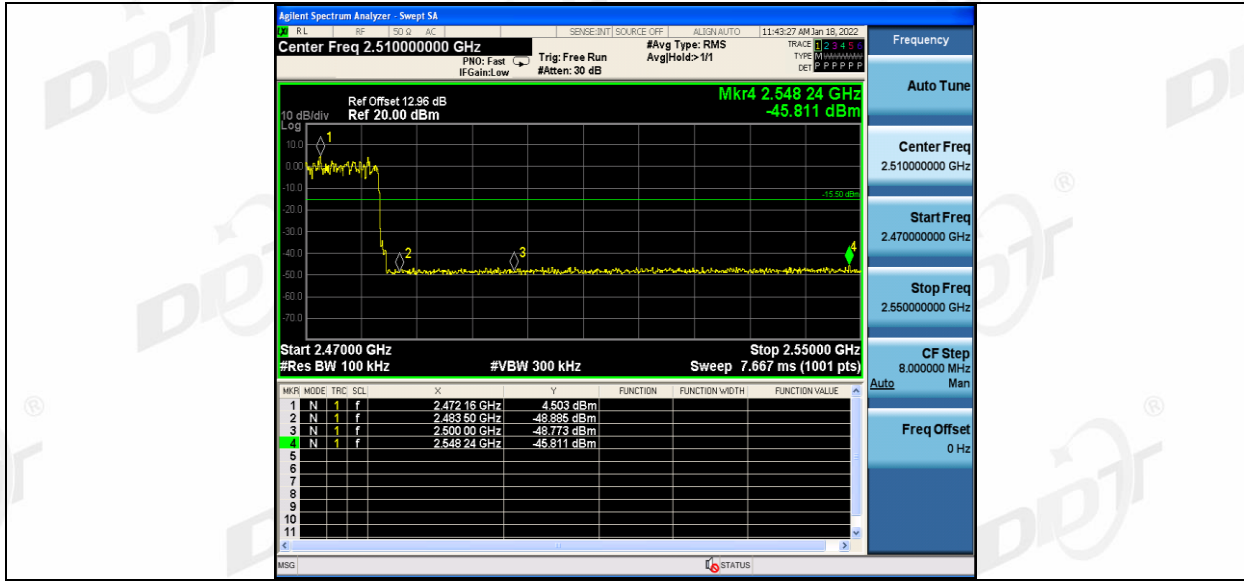 Agilent Spectrum Analyzer - Swept SA
RL RF 50 Ω AC SENSE:INT SOURCE OFF ALIGN AUTO 11:43:27 AM Jan 18, 2022
Center Freq 2.510000000 GHz
PNO: Fast
IFGain:Low
Trig: Free Run
#Atten: 30 dB
#Avg Type: RMS
Avg|Hold:>1/1
TRACE 1 2 3 4 5 6
TYPE M
DET P P P P P P
Frequency
Auto Tune
Center Freq
2.510000000 GHz
Start Freq
2.470000000 GHz
Stop Freq
2.550000000 GHz
CF Step
8.000000 MHz
Auto Man
Freq Offset
0 Hz
Mkr4 2.548 24 GHz
-45.811 dBm
Ref Offset 12.96 dB
10 dB/div Ref 20.00 dBm
Log
10.0
0.00
-10.0
-20.0
-30.0
-40.0
-50.0
-60.0
-70.0
1
2
3
4
-15.50 dBm
Start 2.47000 GHz Stop 2.55000 GHz
#Res BW 100 kHz #VBW 300 kHz Sweep 7.667 ms (1001 pts)
MKR MODE TRC SCL X Y FUNCTION FUNCTION WIDTH FUNCTION VALUE
1 N 1 f 2.472 16 GHz 4.503 dBm
2 N 1 f 2.483 50 GHz -48.885 dBm
3 N 1 f 2.500 00 GHz -48.773 dBm
4 N 1 f 2.548 24 GHz -45.811 dBm
5
6
7
8
9
10
11
MSG STATUS
DDT
®